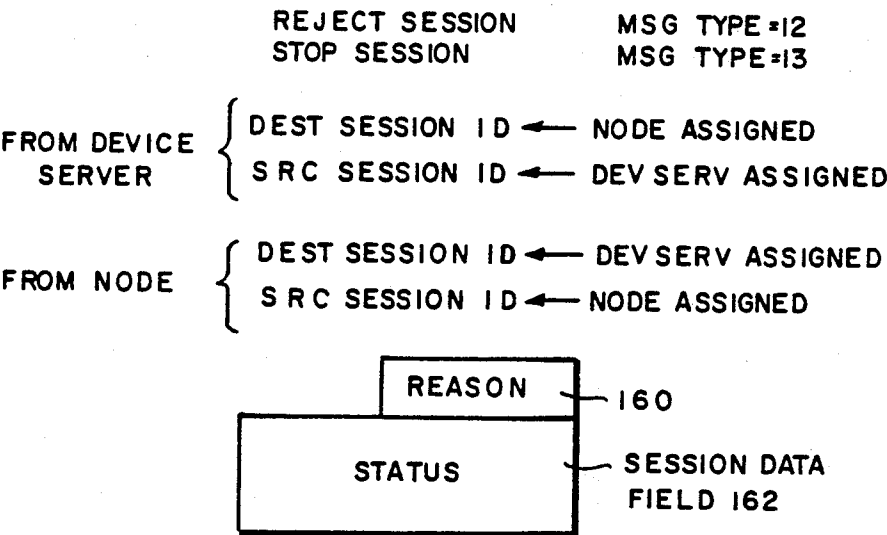 REJECT SESSION MSG TYPE=12
STOP SESSION MSG TYPE=13
FROM DEVICE SERVER
DEST SESSION ID NODE ASSIGNED
SRC SESSION ID DEV SERV ASSIGNED
FROM NODE
DEST SESSION ID DEV SERV ASSIGNED
SRC SESSION ID NODE ASSIGNED
REASON 160
STATUS
SESSION DATA
FIELD 162